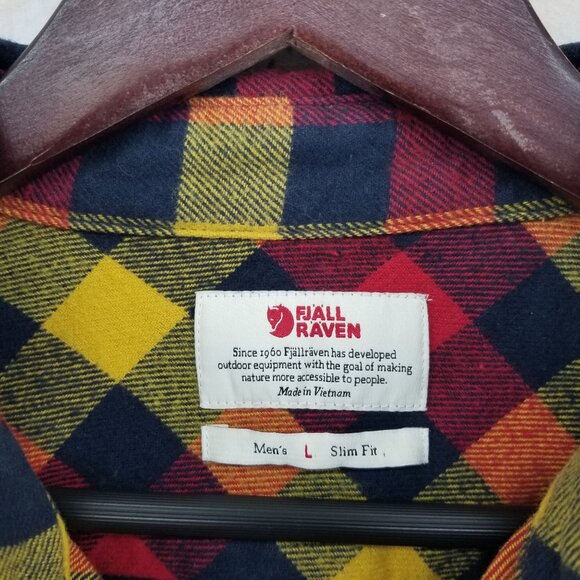 FJÄLL
RÄVEN
Since 1960 Fjällräven has developed
outdoor equipment with the goal of making
nature more accessible to people.
Made in Vietnam
Men's L Slim Fit